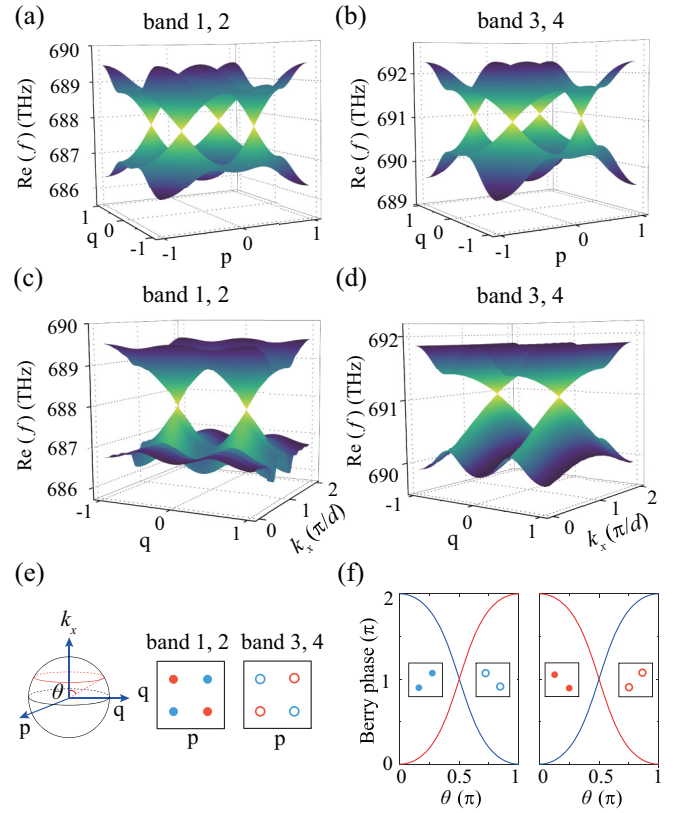 (a)
band 1, 2
690
689
688
687
686
Re (f) (THz)
1
0
-1
q
-1
0
1
(b)
band 3, 4
692
691
690
689
Re (f) (THz)
1
0
-1
q
-1
0
1
p
(c)
band 1, 2
690
689
688
687
686
Re (f) (THz)
-1
0
1
q
0
1
2
kₓ(π/d)
(d)
band 3, 4
692
691
690
Re (f) (THz)
-1
0
1
q
0
1
2
kₓ(π/d)
(e)
kₓ
θ
q
p
band 1, 2
band 3, 4
q
p
p
(f)
2
1
0
Berry phase (π)
0
0.5
1
θ (π)
0
0.5
1
θ (π)